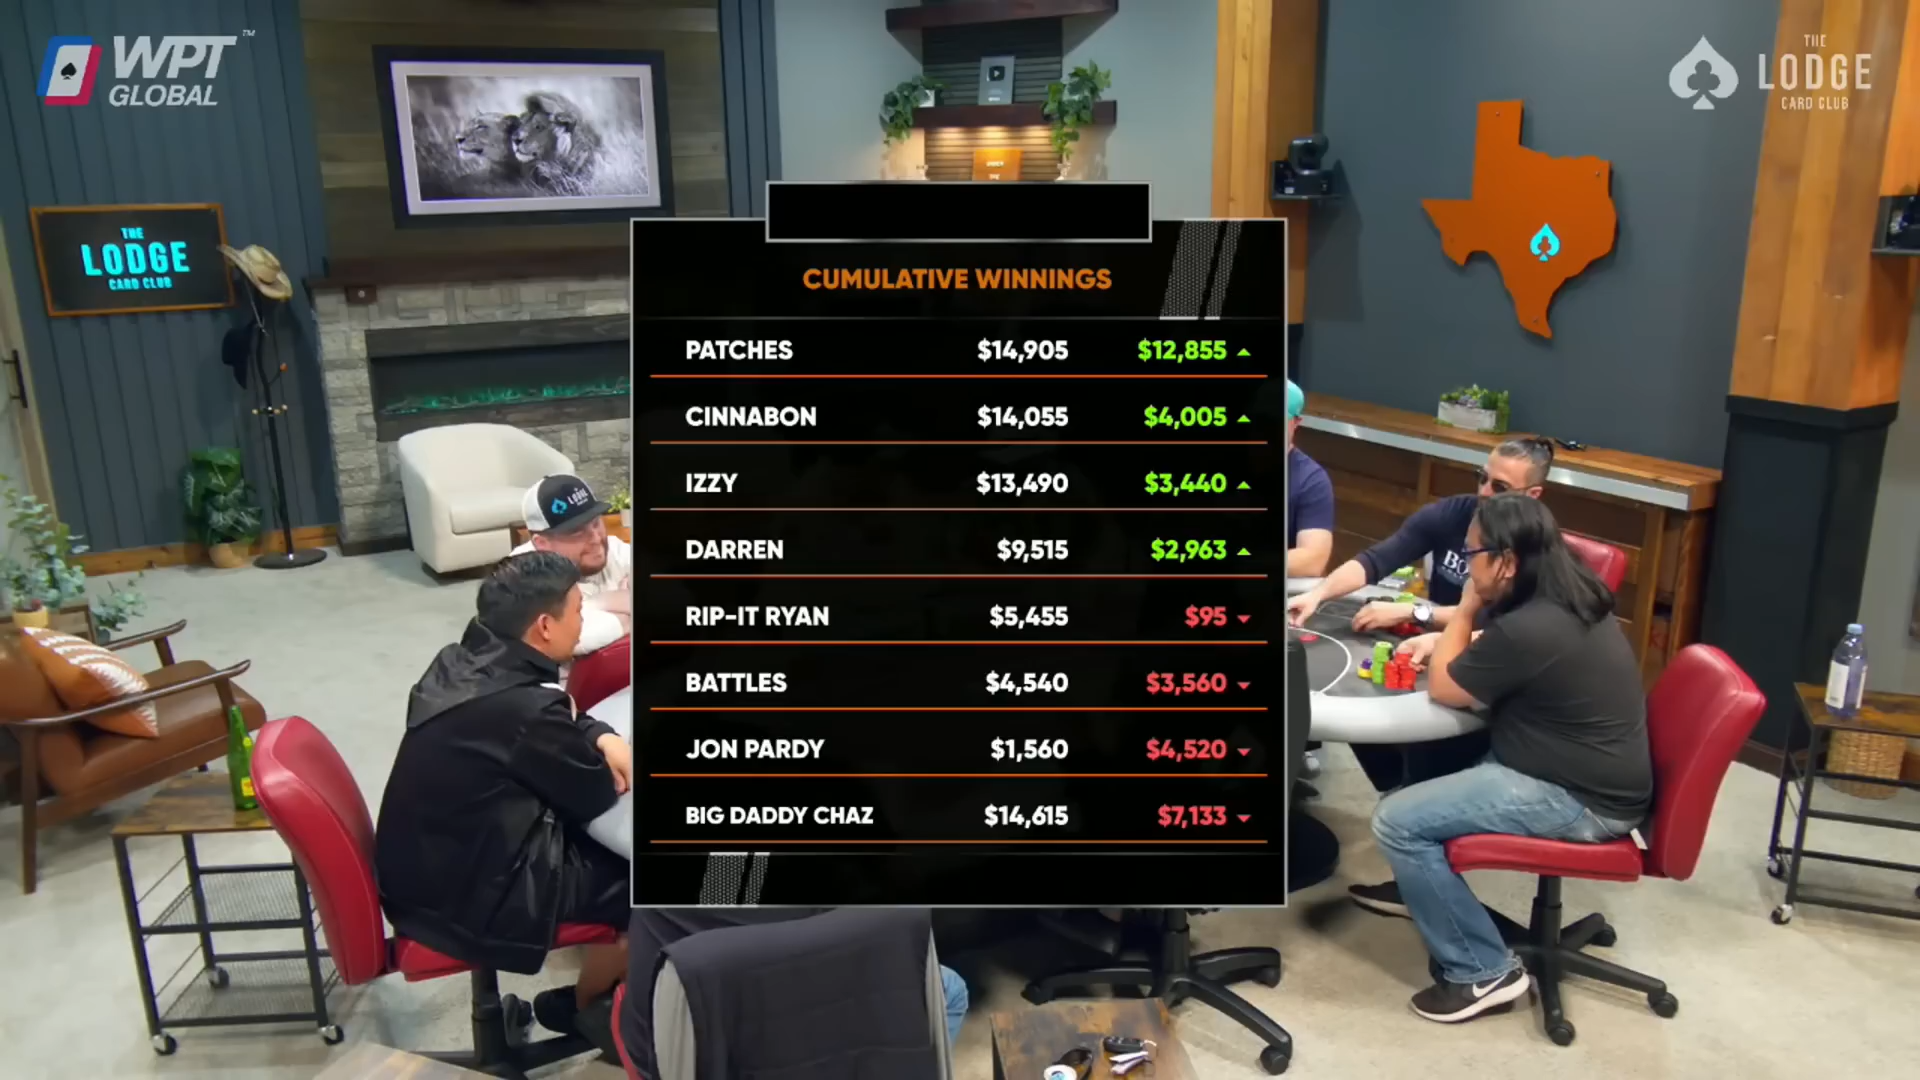 WPT™
GLOBAL
THE
LODGE
CARD CLUB
THE
LODGE
CARD CLUB
CUMULATIVE WINNINGS
PATCHES $14,905 $12,855
CINNABON $14,055 $4,005
IZZY $13,490 $3,440
DARREN $9,515 $2,963
RIP-IT RYAN $5,455 $95
BATTLES $4,540 $3,560
JON PARDY $1,560 $4,520
BIG DADDY CHAZ $14,615 $7,133
LODGE